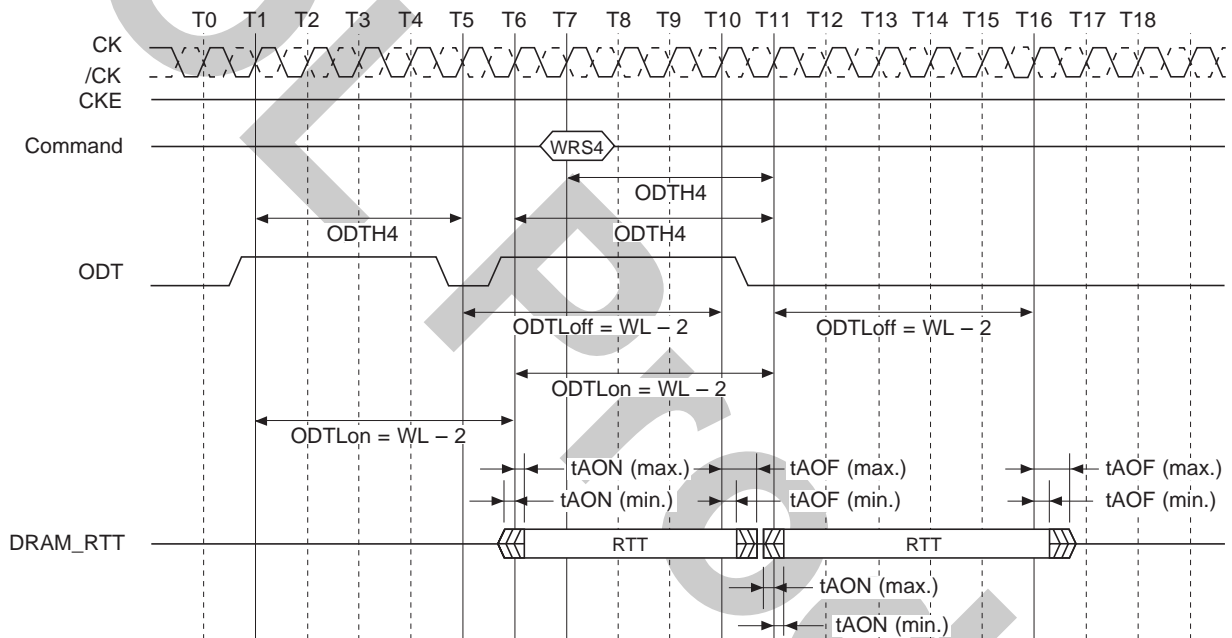 T0 T1 T2 T3 T4 T5 T6 T7 T8 T9 T10 T11 T12 T13 T14 T15 T16 T17 T18
CK
/CK
CKE
Command WRS4
ODTH4
ODTH4 ODTH4
ODT
ODTLoff = WL – 2 ODTLoff = WL – 2
ODTLon = WL – 2
ODTLon = WL – 2
tAON (max.) tAOF (max.) tAOF (max.)
tAON (min.) tAOF (min.) tAOF (min.)
DRAM_RTT RTT RTT
tAON (max.)
tAON (min.)